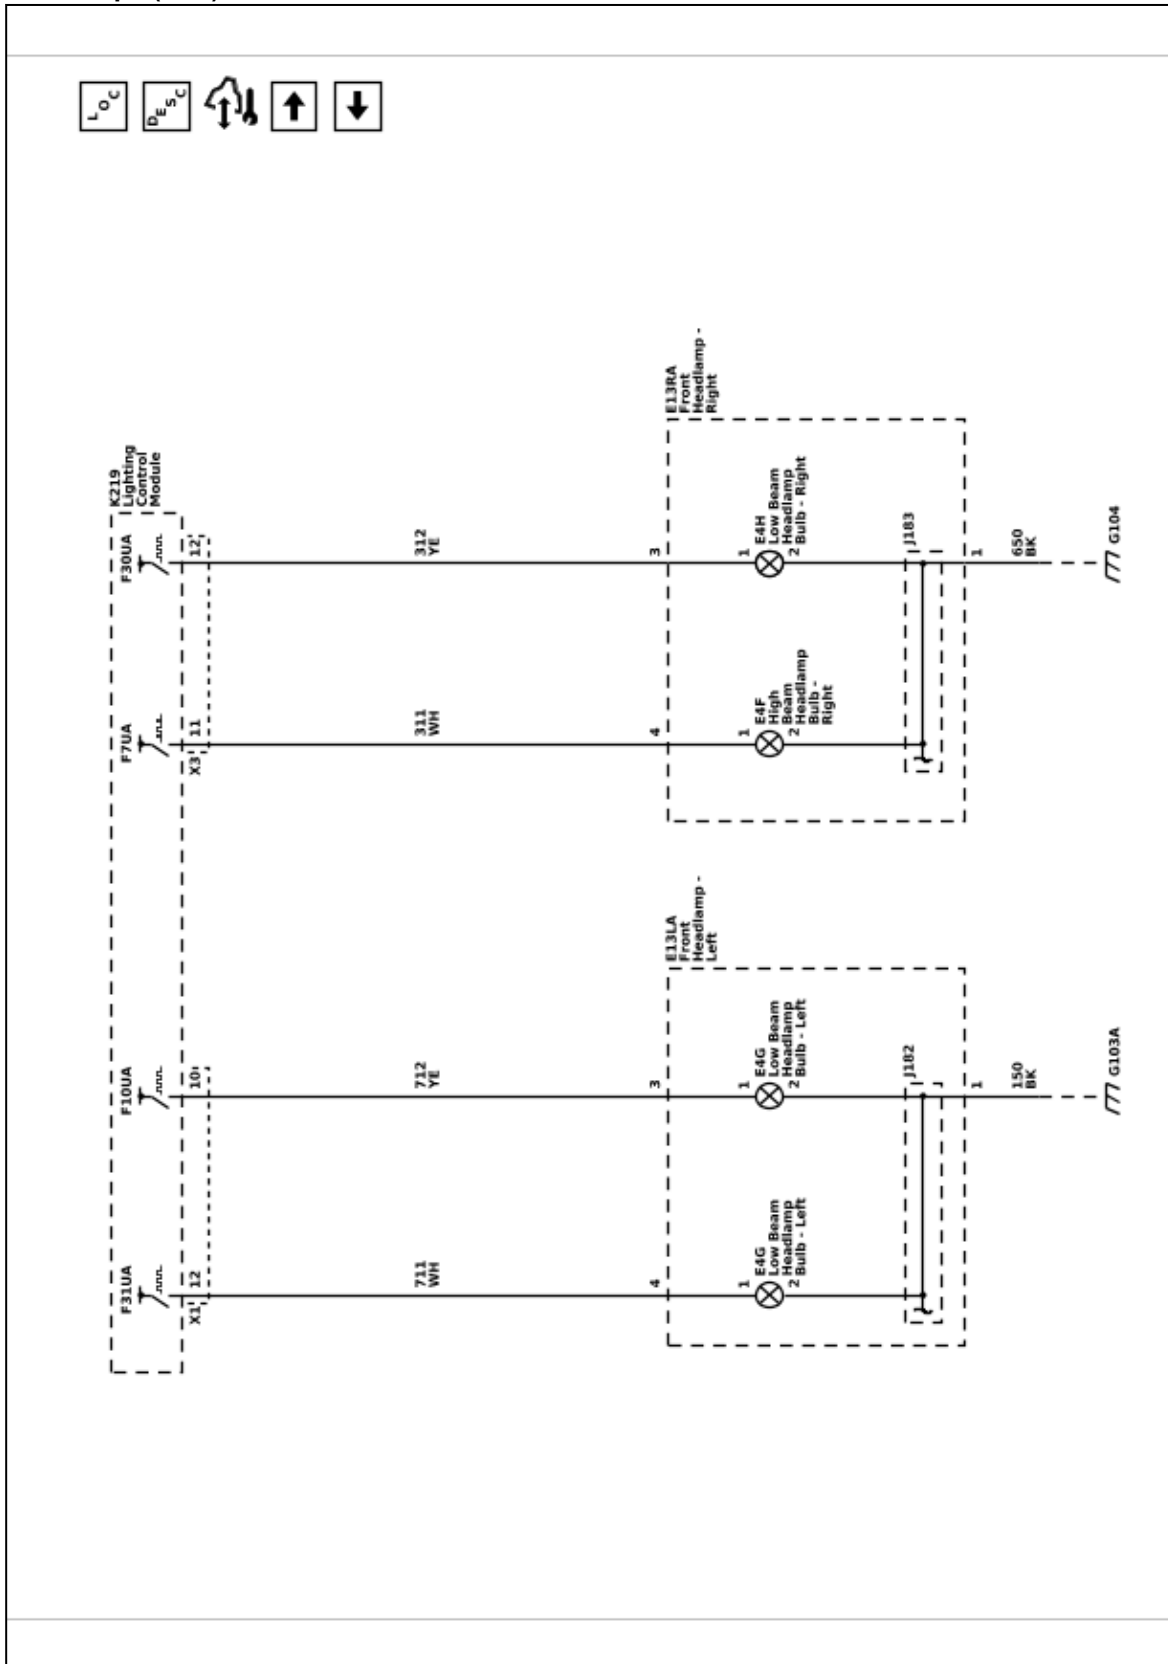 LOC
DESC
K219
Lighting
Control
Module
F31UA
F10UA
F7UA
F30UA
X1
12
10
X3
11
12
711
WH
712
YE
311
WH
312
YE
E13LA
Front
Headlamp -
Left
E13RA
Front
Headlamp -
Right
4
3
4
3
1
E4G
Low Beam
Headlamp
Bulb - Left
2
1
E4G
Low Beam
Headlamp
Bulb - Left
2
1
E4F
High
Beam
Headlamp
Bulb -
Right
2
1
E4H
Low Beam
Headlamp
Bulb - Right
2
J182
J183
1
1
150
BK
650
BK
G103A
G104